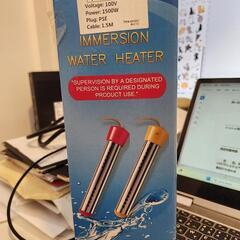 Voltage: 100V
Power: 1500W
Plug: PSE
Cable: 1.5M
IMMERSION
WATER HEATER
"SUPERVISION BY A DESIGNATED
PERSON IS REQUIRED DURING
PRODUCT USE."